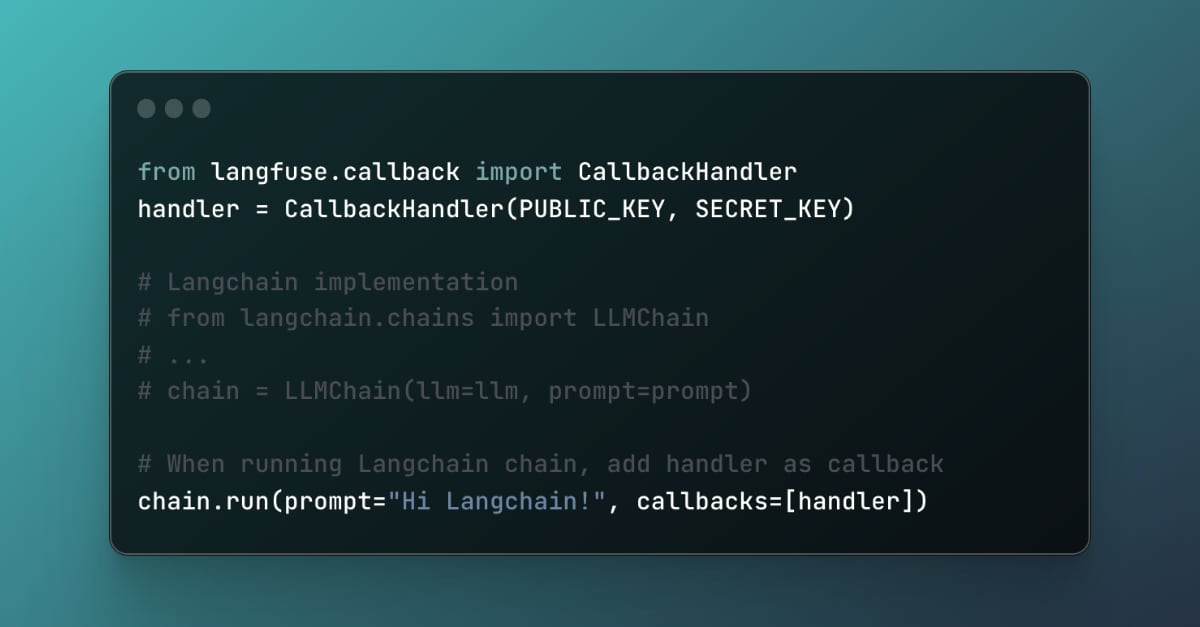 from langfuse.callback import CallbackHandler
handler = CallbackHandler(PUBLIC_KEY, SECRET_KEY)
# Langchain implementation
# from langchain.chains import LLMChain
# ...
# chain = LLMChain(llm=llm, prompt=prompt)
# When running Langchain chain, add handler as callback
chain.run(prompt="Hi Langchain!", callbacks=[handler])